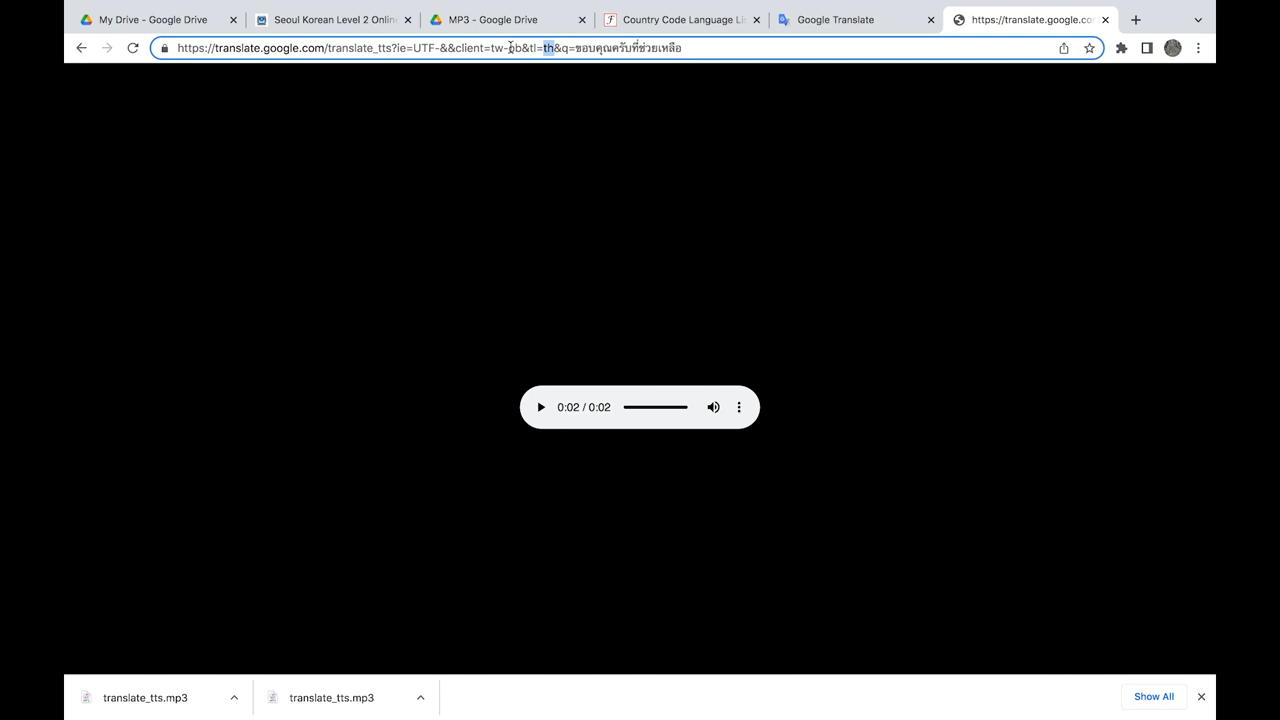 My Drive - Google Drive
Seoul Korean Level 2 Onlin
MP3 - Google Drive
Country Code Language Lis
Google Translate
https://translate.google.co
https://translate.google.com/translate_tts?ie=UTF-&&client=tw-ob&tl=th&q=ขอบคุณครับที่ช่วยเหลือ
0:02 / 0:02
translate_tts.mp3
translate_tts.mp3
Show All